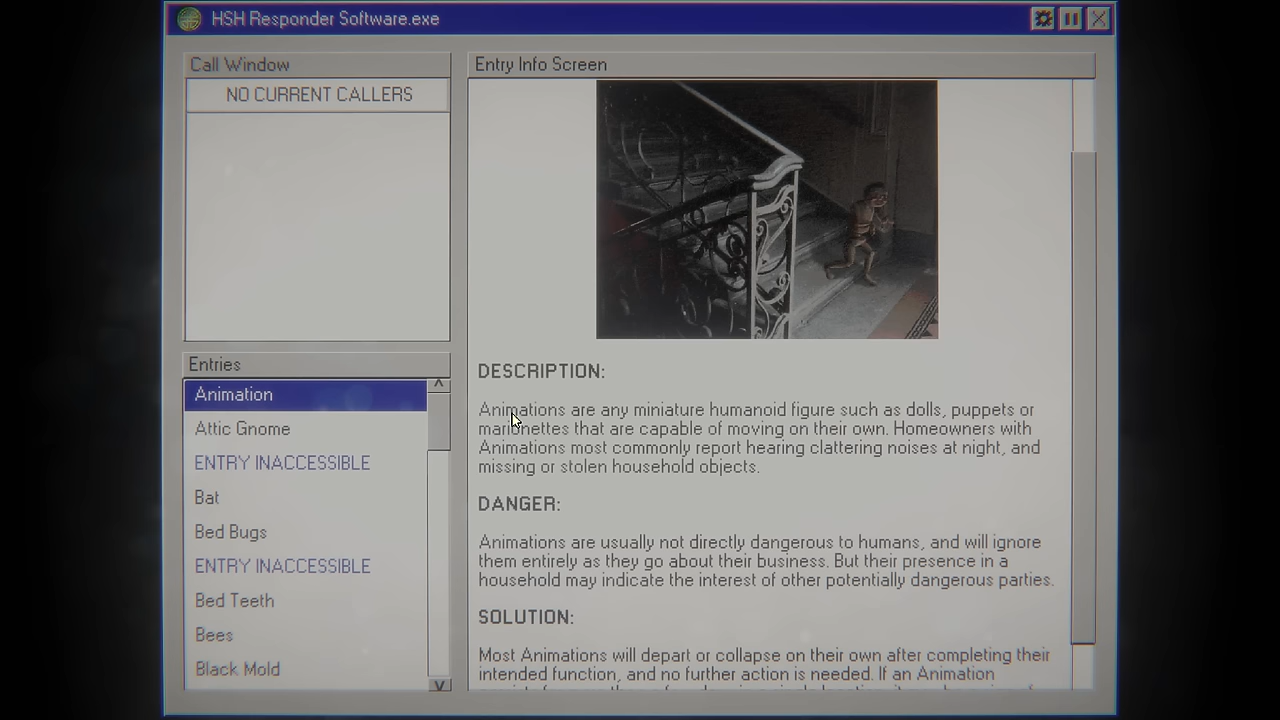 HSH Responder Software.exe
Call Window
NO CURRENT CALLERS
Entries
Animation
Attic Gnome
ENTRY INACCESSIBLE
Bat
Bed Bugs
ENTRY INACCESSIBLE
Bed Teeth
Bees
Black Mold
Entry Info Screen
DESCRIPTION:
Animations are any miniature humanoid figure such as dolls, puppets or
marionettes that are capable of moving on their own. Homeowners with
Animations most commonly report hearing clattering noises at night, and
missing or stolen household objects.
DANGER:
Animations are usually not directly dangerous to humans, and will ignore
them entirely as they go about their business. But their presence in a
household may indicate the interest of other potentially dangerous parties.
SOLUTION:
Most Animations will depart or collapse on their own after completing their
intended function, and no further action is needed. If an Animation